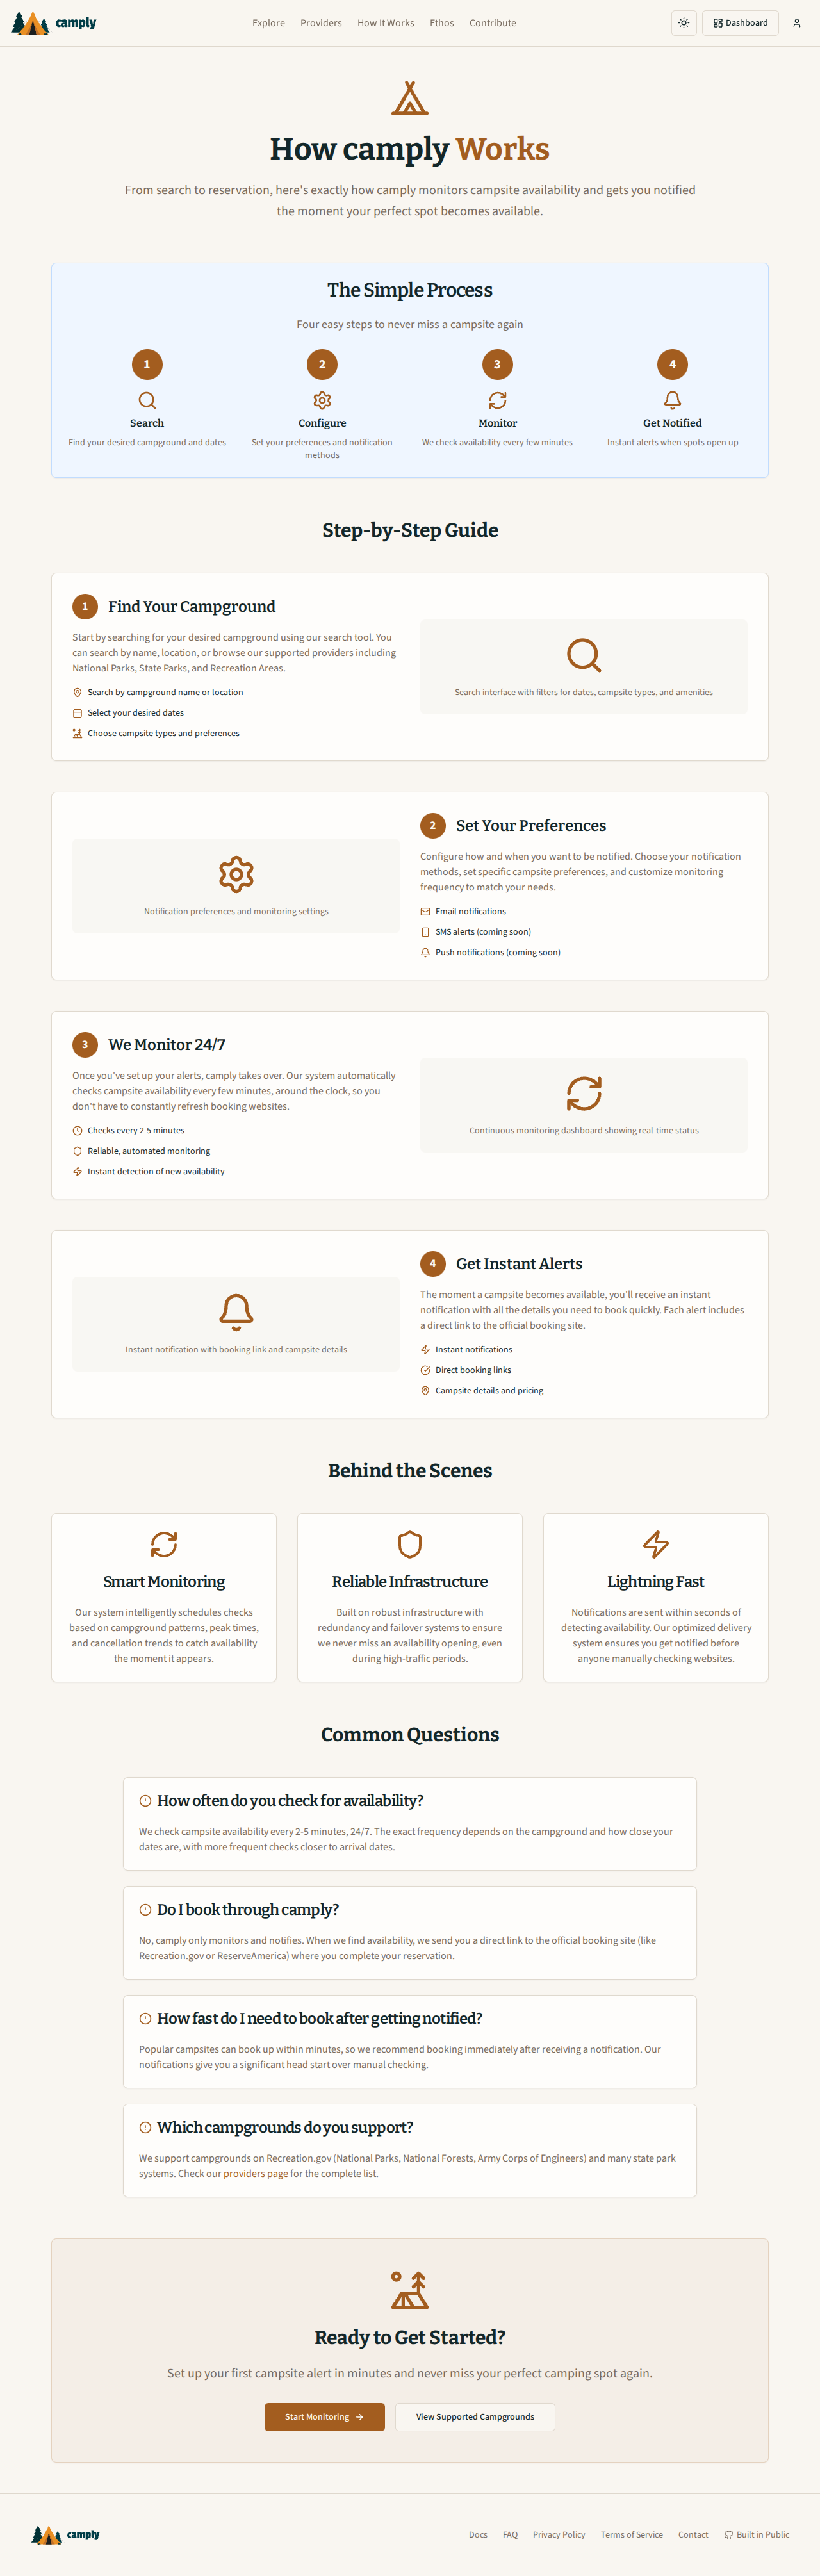 camply
Explore
Providers
How It Works
Ethos
Contribute
Dashboard
How camply Works
From search to reservation, here's exactly how camply monitors campsite availability and gets you notified
the moment your perfect spot becomes available.
The Simple Process
Four easy steps to never miss a campsite again
1
Search
Find your desired campground and dates
2
Configure
Set your preferences and notification
methods
3
Monitor
We check availability every few minutes
4
Get Notified
Instant alerts when spots open up
Step-by-Step Guide
1
Find Your Campground
Start by searching for your desired campground using our search tool. You
can search by name, location, or browse our supported providers including
National Parks, State Parks, and Recreation Areas.
Search by campground name or location
Select your desired dates
Choose campsite types and preferences
Search interface with filters for dates, campsite types, and amenities
2
Set Your Preferences
Configure how and when you want to be notified. Choose your notification
methods, set specific campsite preferences, and customize monitoring
frequency to match your needs.
Email notifications
SMS alerts (coming soon)
Push notifications (coming soon)
Notification preferences and monitoring settings
3
We Monitor 24/7
Once you've set up your alerts, camply takes over. Our system automatically
checks campsite availability every few minutes, around the clock, so you
don't have to constantly refresh booking websites.
Checks every 2-5 minutes
Reliable, automated monitoring
Instant detection of new availability
Continuous monitoring dashboard showing real-time status
4
Get Instant Alerts
The moment a campsite becomes available, you'll receive an instant
notification with all the details you need to book quickly. Each alert includes
a direct link to the official booking site.
Instant notifications
Direct booking links
Campsite details and pricing
Instant notification with booking link and campsite details
Behind the Scenes
Smart Monitoring
Our system intelligently schedules checks
based on campground patterns, peak times,
and cancellation trends to catch availability
the moment it appears.
Reliable Infrastructure
Built on robust infrastructure with
redundancy and failover systems to ensure
we never miss an availability opening, even
during high-traffic periods.
Lightning Fast
Notifications are sent within seconds of
detecting availability. Our optimized delivery
system ensures you get notified before
anyone manually checking websites.
Common Questions
How often do you check for availability?
We check campsite availability every 2-5 minutes, 24/7. The exact frequency depends on the campground and how close your
dates are, with more frequent checks closer to arrival dates.
Do I book through camply?
No, camply only monitors and notifies. When we find availability, we send you a direct link to the official booking site (like
Recreation.gov or ReserveAmerica) where you complete your reservation.
How fast do I need to book after getting notified?
Popular campsites can book up within minutes, so we recommend booking immediately after receiving a notification. Our
notifications give you a significant head start over manual checking.
Which campgrounds do you support?
We support campgrounds on Recreation.gov (National Parks, National Forests, Army Corps of Engineers) and many state park
systems. Check our providers page for the complete list.
Ready to Get Started?
Set up your first campsite alert in minutes and never miss your perfect camping spot again.
Start Monitoring
View Supported Campgrounds
camply
Docs
FAQ
Privacy Policy
Terms of Service
Contact
Built in Public